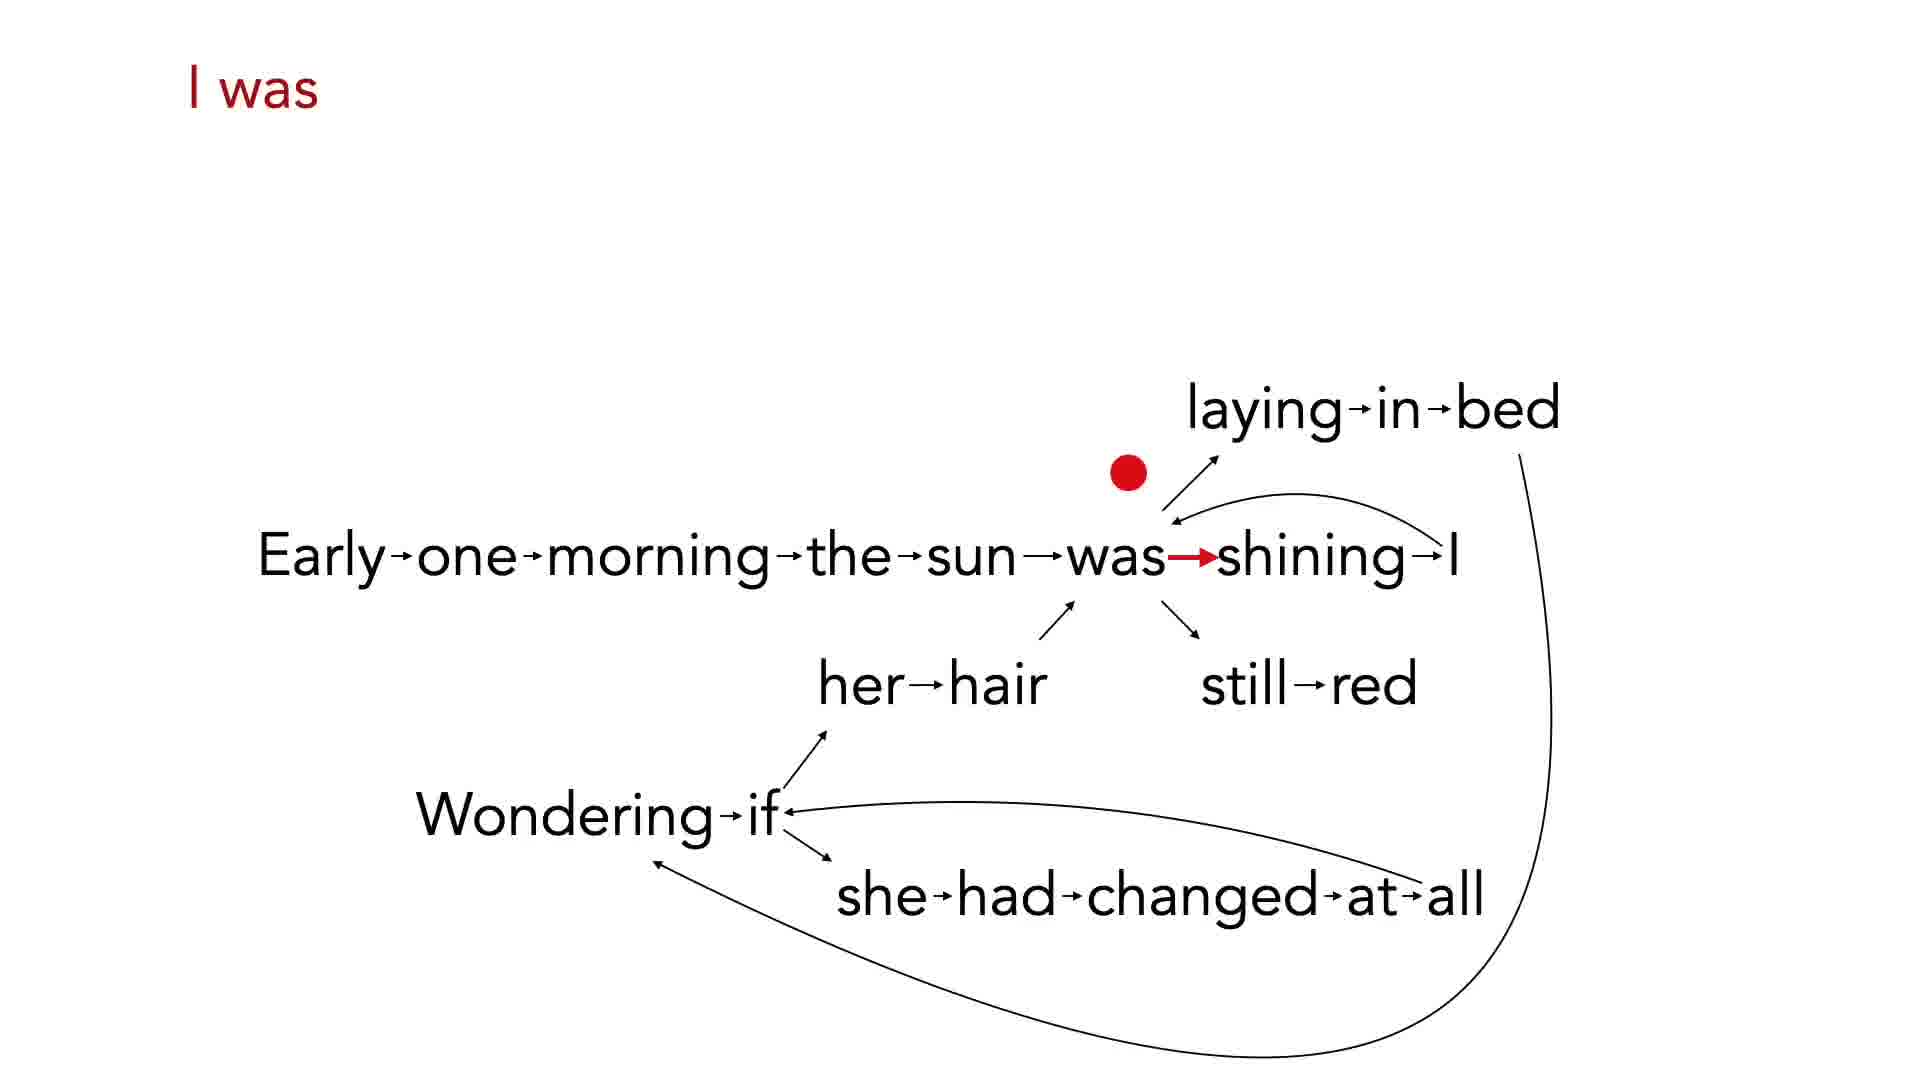 I was
laying in bed
Early one morning the sun was shining I
her hair still red
Wondering if
she had changed at all